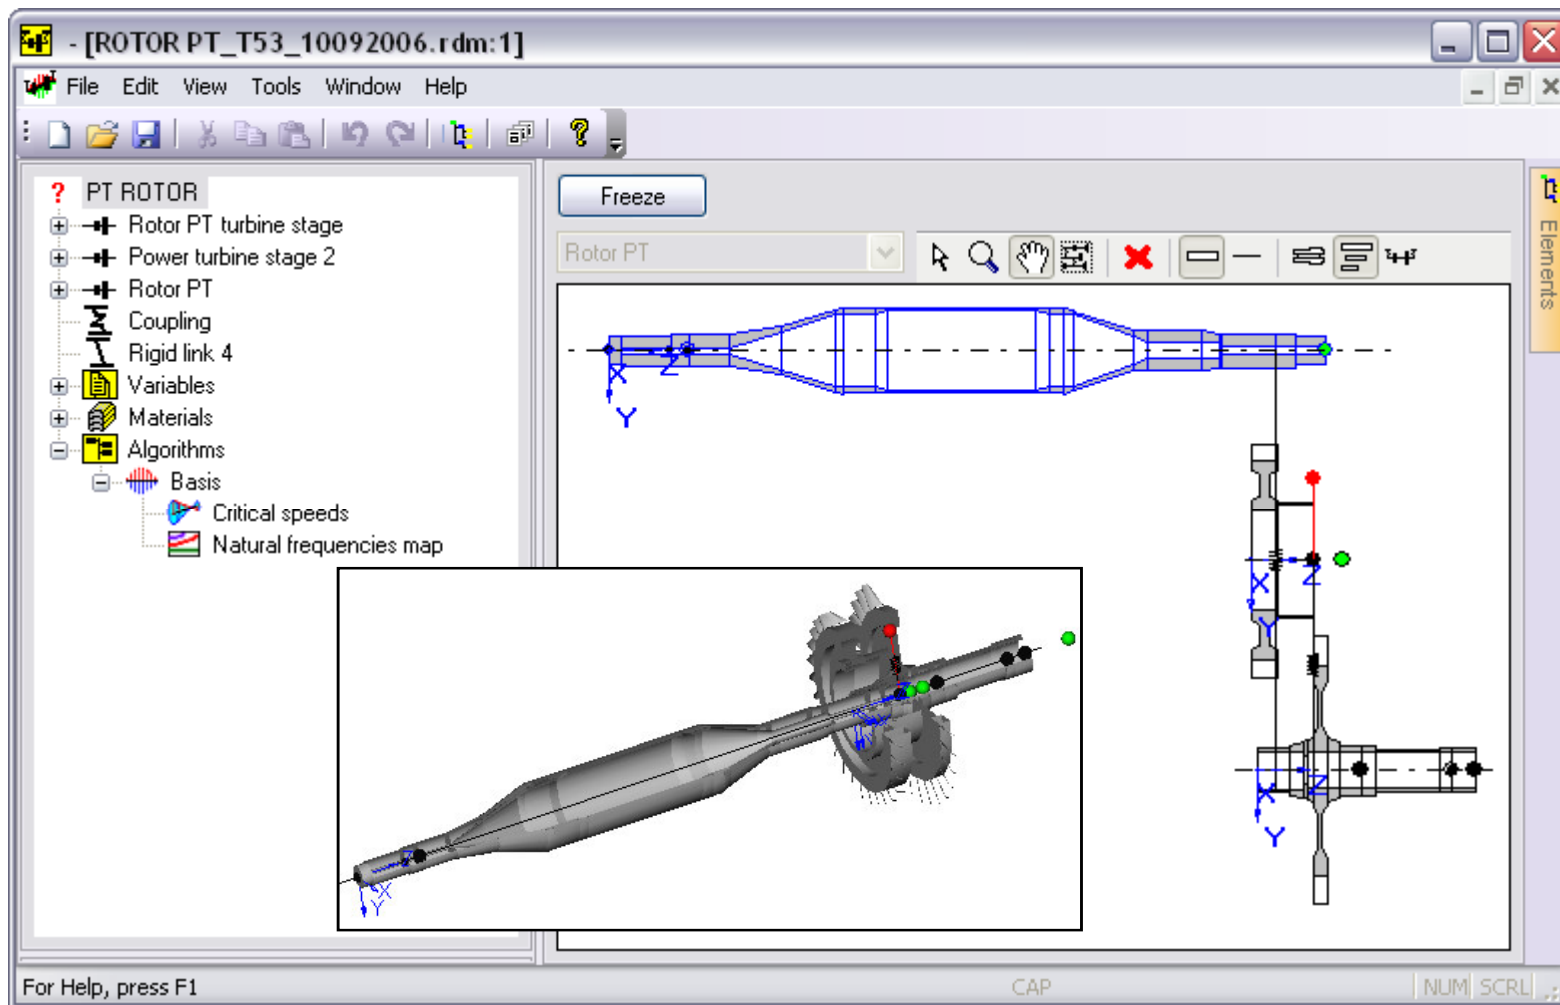 - [ROTOR PT_T53_10092006.rdm:1]
File Edit View Tools Window Help
PT ROTOR
Rotor PT turbine stage
Power turbine stage 2
Rotor PT
Coupling
Rigid link 4
Variables
Materials
Algorithms
Basis
Critical speeds
Natural frequencies map
Freeze
Rotor PT
Elements
X Z
Y
X Z
Y
X Z
Y
Z
X
Y
For Help, press F1 CAP NUM SCRL